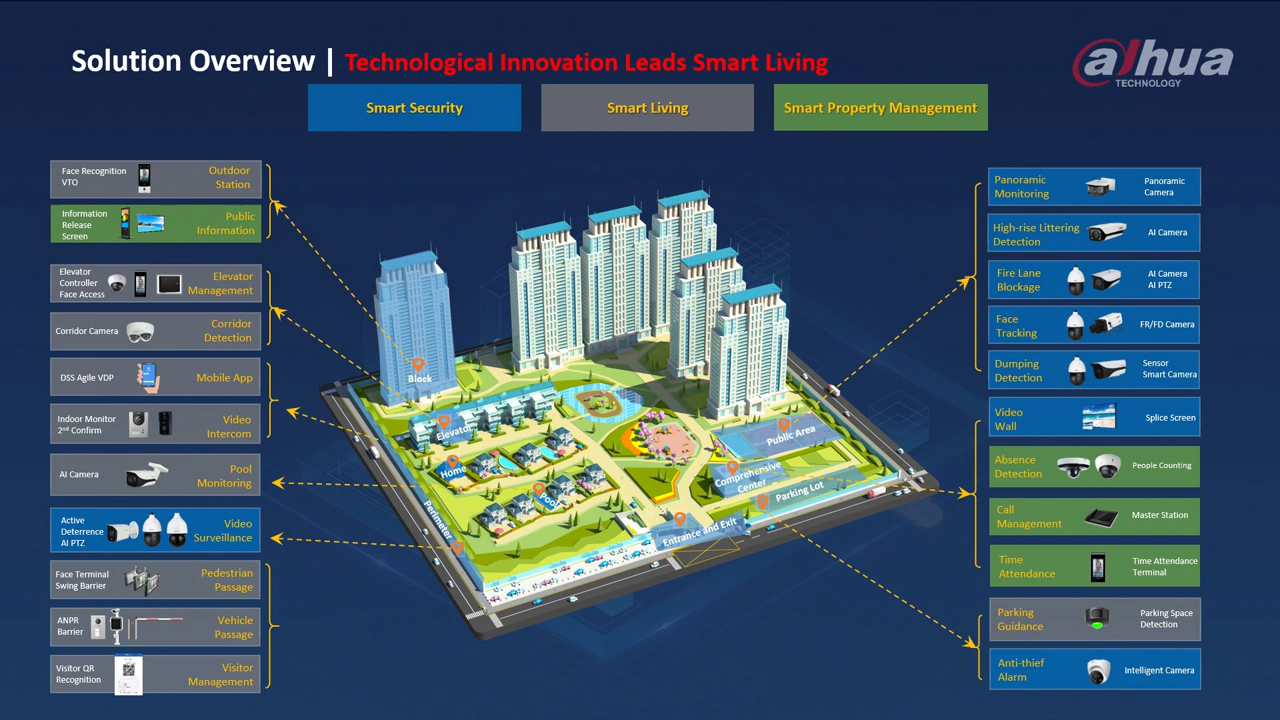 Solution Overview | Technological Innovation Leads Smart Living
alhua
TECHNOLOGY
Smart Security
Smart Living
Smart Property Management
Face Recognition
VTO
Outdoor
Station
Information
Release
Screen
Public
Information
Elevator
Controller
Face Access
Elevator
Management
Corridor Camera
Corridor
Detection
DSS Agile VDP
Mobile App
Indoor Monitor
2nd Confirm
Video
Intercom
AI Camera
Pool
Monitoring
Active
Deterrence
AI PTZ
Video
Surveillance
Face Terminal
Swing Barrier
Pedestrian
Passage
ANPR
Barrier
Vehicle
Passage
Visitor QR
Recognition
Visitor
Management
Block
Elevator
Home
Pool
Perimeter
Public Area
Comprehensive
Center
Parking Lot
Entrance and Exit
Panoramic
Monitoring
Panoramic
Camera
High-rise Littering
Detection
AI Camera
Fire Lane
Blockage
AI Camera
AI PTZ
Face
Tracking
FR/FD Camera
Dumping
Detection
Sensor
Smart Camera
Video
Wall
Splice Screen
Absence
Detection
People Counting
Call
Management
Master Station
Time
Attendance
Time Attendance
Terminal
Parking
Guidance
Parking Space
Detection
Anti-thief
Alarm
Intelligent Camera